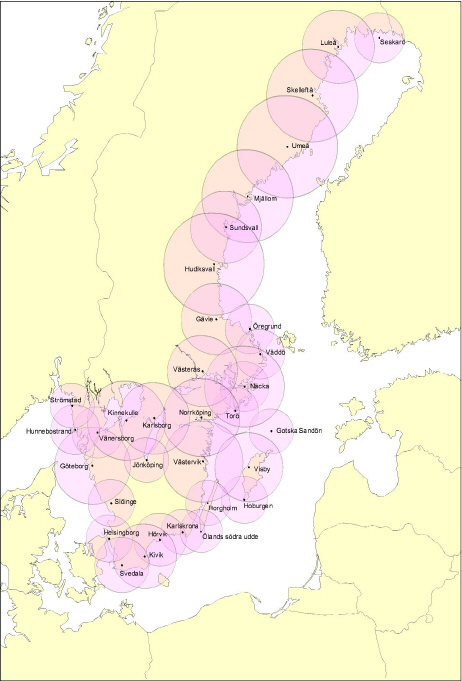 Luleå
Seskarö
Skellefteå
Umeå
Mjällom
Sundsvall
Hudiksvall
Gävle
Öregrund
Väddö
Västerås
Nacka
Strömstad
Kinnekulle
Norrköping
Torö
Karlsborg
Hunnebostrand
Vänersborg
Gotska Sandön
Göteborg
Jönköping
Västervik
Visby
Slöinge
Borgholm
Hoburgen
Karlskrona
Helsingborg
Hörvik
Ölands södra udde
Kivik
Svedala